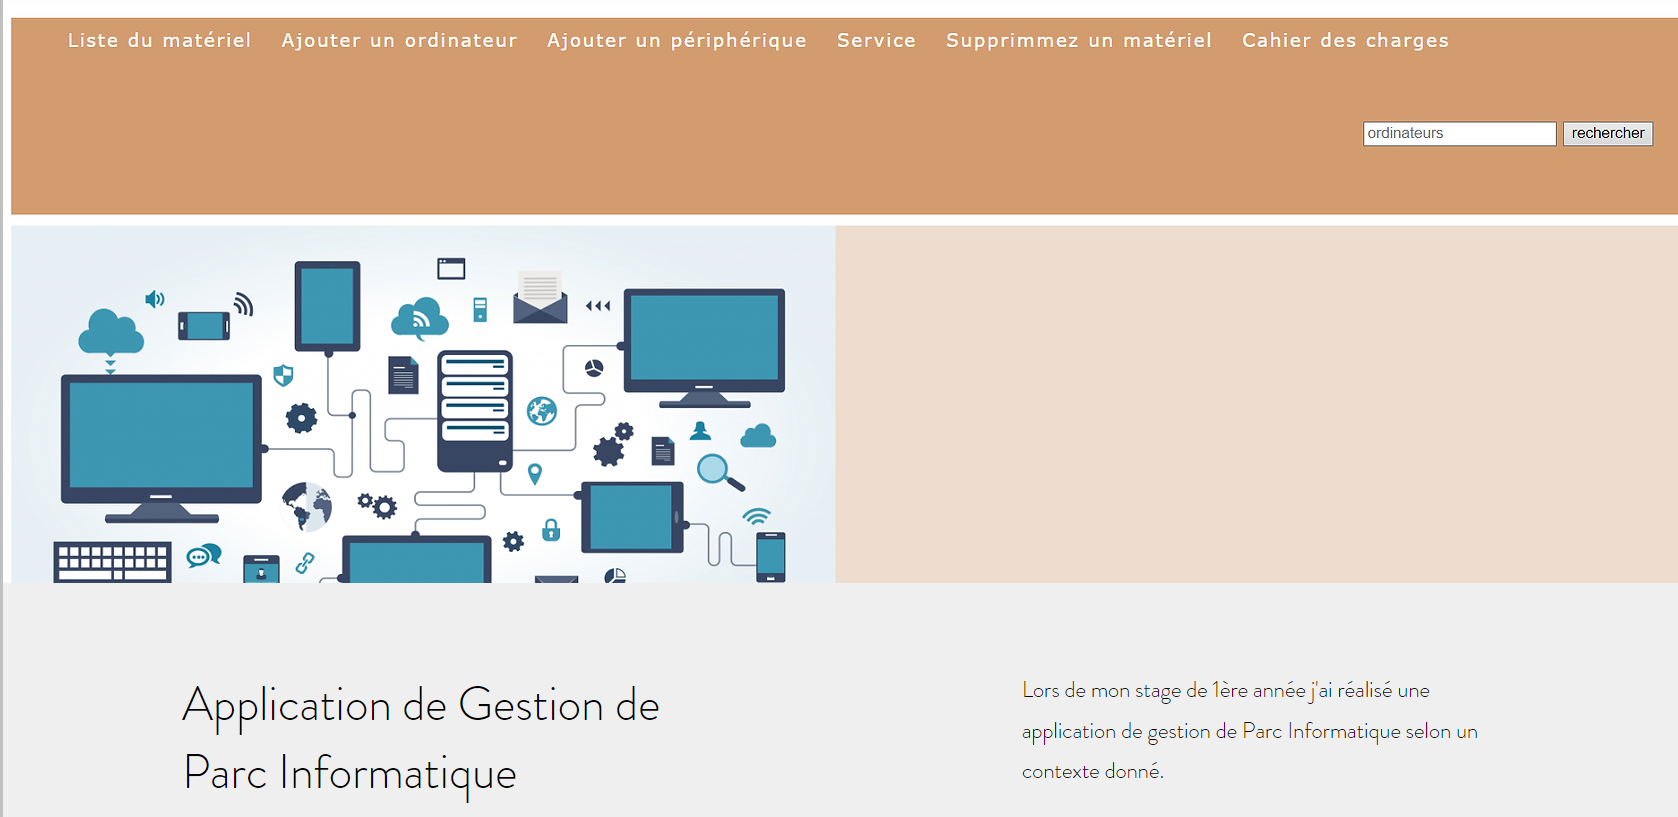 Liste du matériel Ajouter un ordinateur Ajouter un périphérique Service Supprimmez un matériel Cahier des charges
ordinateurs rechercher
Application de Gestion de
Parc Informatique
Lors de mon stage de 1ère année j'ai réalisé une
application de gestion de Parc Informatique selon un
contexte donné.